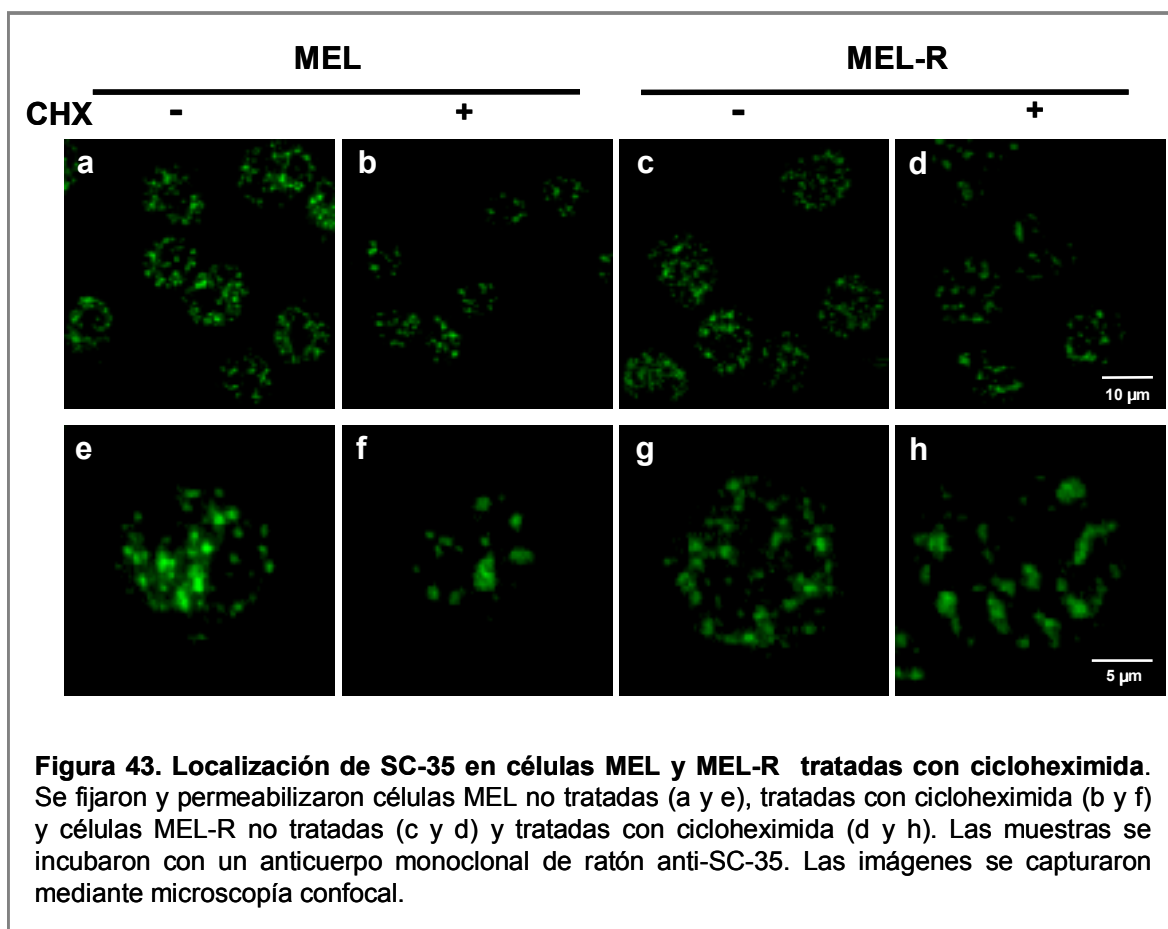 MEL MEL-R
CHX - + - +
a b c d
10 µm
e f g h
5 µm
Figura 43. Localización de SC-35 en células MEL y MEL-R tratadas con cicloheximida.
Se fijaron y permeabilizaron células MEL no tratadas (a y e), tratadas con cicloheximida (b y f)
y células MEL-R no tratadas (c y d) y tratadas con cicloheximida (d y h). Las muestras se
incubaron con un anticuerpo monoclonal de ratón anti-SC-35. Las imágenes se capturaron
mediante microscopía confocal.